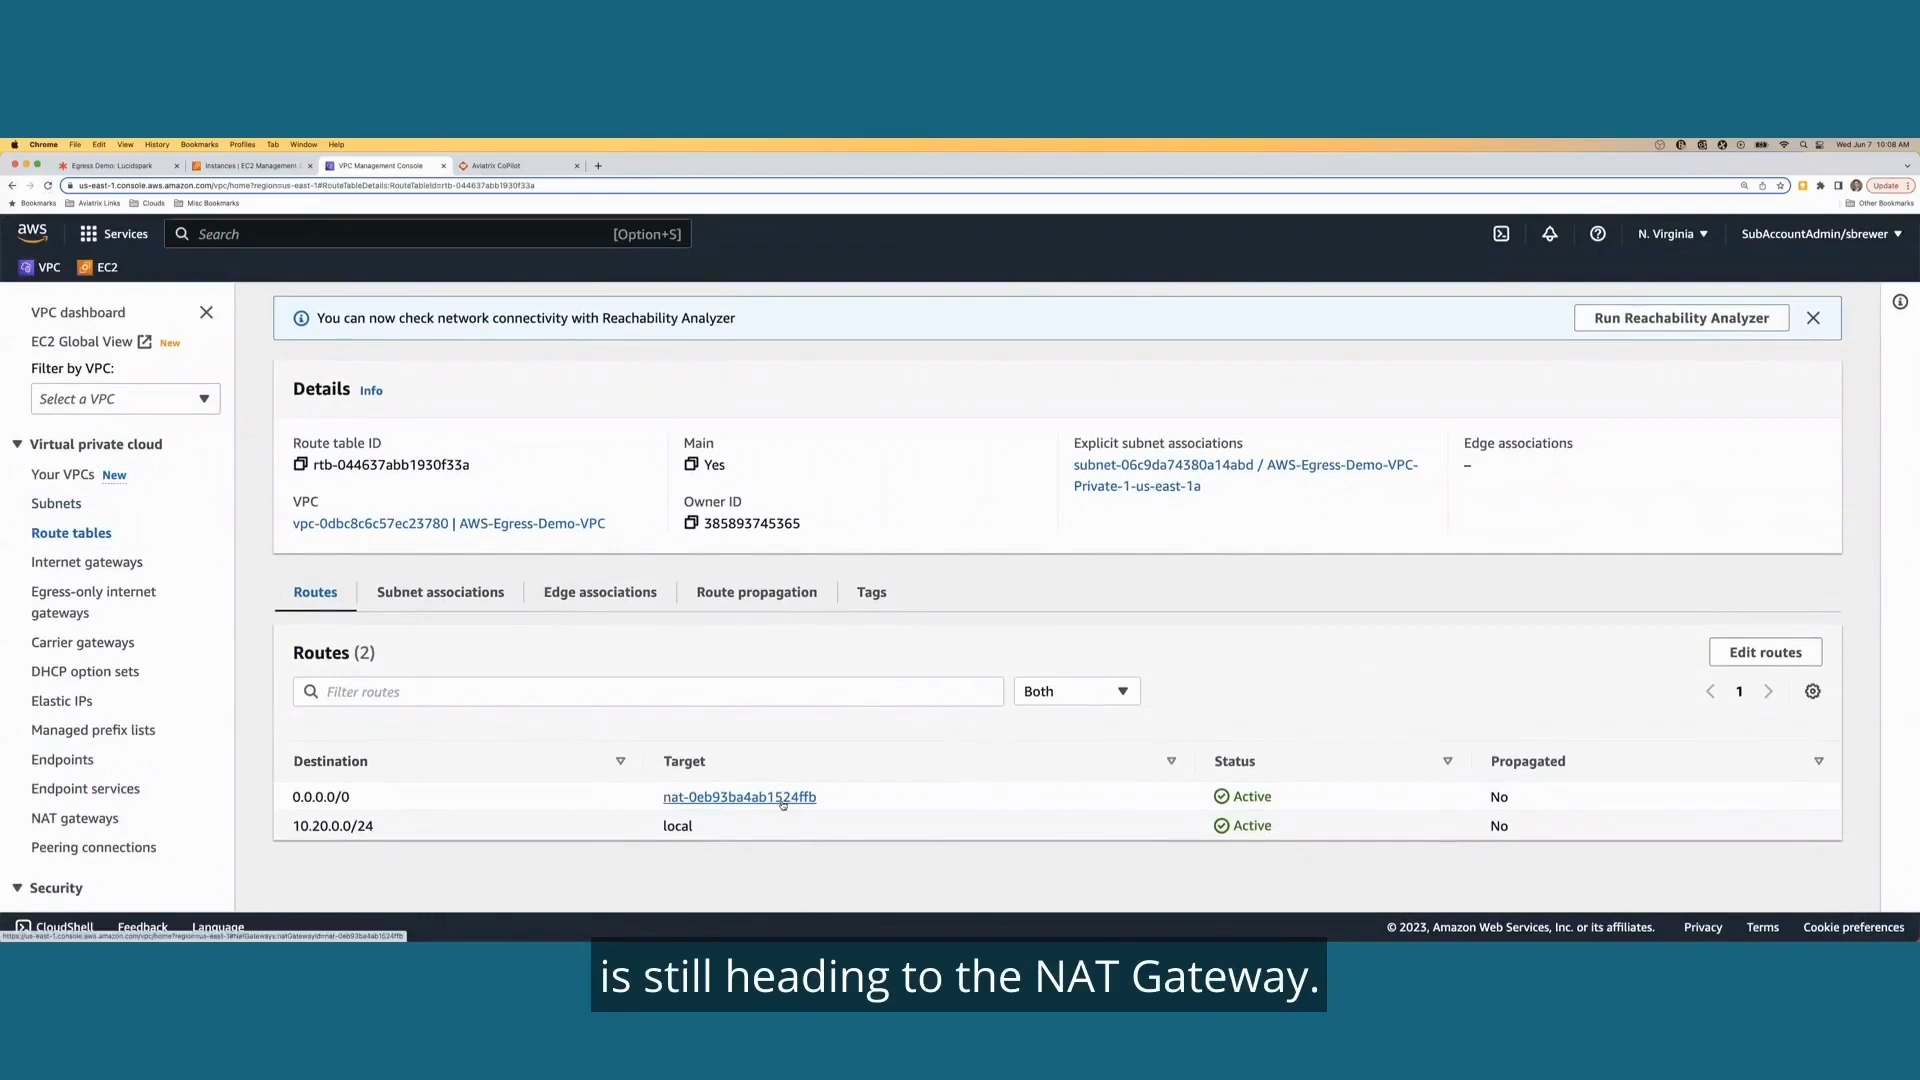 Chrome File Edit View History Bookmarks Profiles Tab Window Help Wed Jun 7 10:08 AM
Egress Demo: Lucidspark Instances | EC2 Management C VPC Management Console Aviatrix CoPilot
us-east-1.console.aws.amazon.com/vpc/home?region=us-east-1#RouteTableDetails:RouteTableId=rtb-044637abb1930f33a Update
Bookmarks Aviatrix Links Clouds Misc Bookmarks Other Bookmarks
aws Services Search [Option+S] N. Virginia SubAccountAdmin/sbrewer
VPC EC2
VPC dashboard
EC2 Global View New
Filter by VPC:
Select a VPC
Virtual private cloud
Your VPCs New
Subnets
Route tables
Internet gateways
Egress-only internet
gateways
Carrier gateways
DHCP option sets
Elastic IPs
Managed prefix lists
Endpoints
Endpoint services
NAT gateways
Peering connections
Security
You can now check network connectivity with Reachability Analyzer Run Reachability Analyzer
Details Info
Route table ID
rtb-044637abb1930f33a
VPC
vpc-0dbc8c6c57ec23780 | AWS-Egress-Demo-VPC
Main
Yes
Owner ID
385893745365
Explicit subnet associations
subnet-06c9da74380a14abd / AWS-Egress-Demo-VPC-
Private-1-us-east-1a
Edge associations
–
Routes Subnet associations Edge associations Route propagation Tags
Routes (2) Edit routes
Filter routes Both 1
Destination Target Status Propagated
0.0.0.0/0 nat-0eb93ba4ab1524ffb Active No
10.20.0.0/24 local Active No
CloudShell Feedback Language © 2023, Amazon Web Services, Inc. or its affiliates. Privacy Terms Cookie preferences
https://us-east-1.console.aws.amazon.com/vpc/home?region=us-east-1#NatGateways:natGatewayId=nat-0eb93ba4ab1524ffb
is still heading to the NAT Gateway.